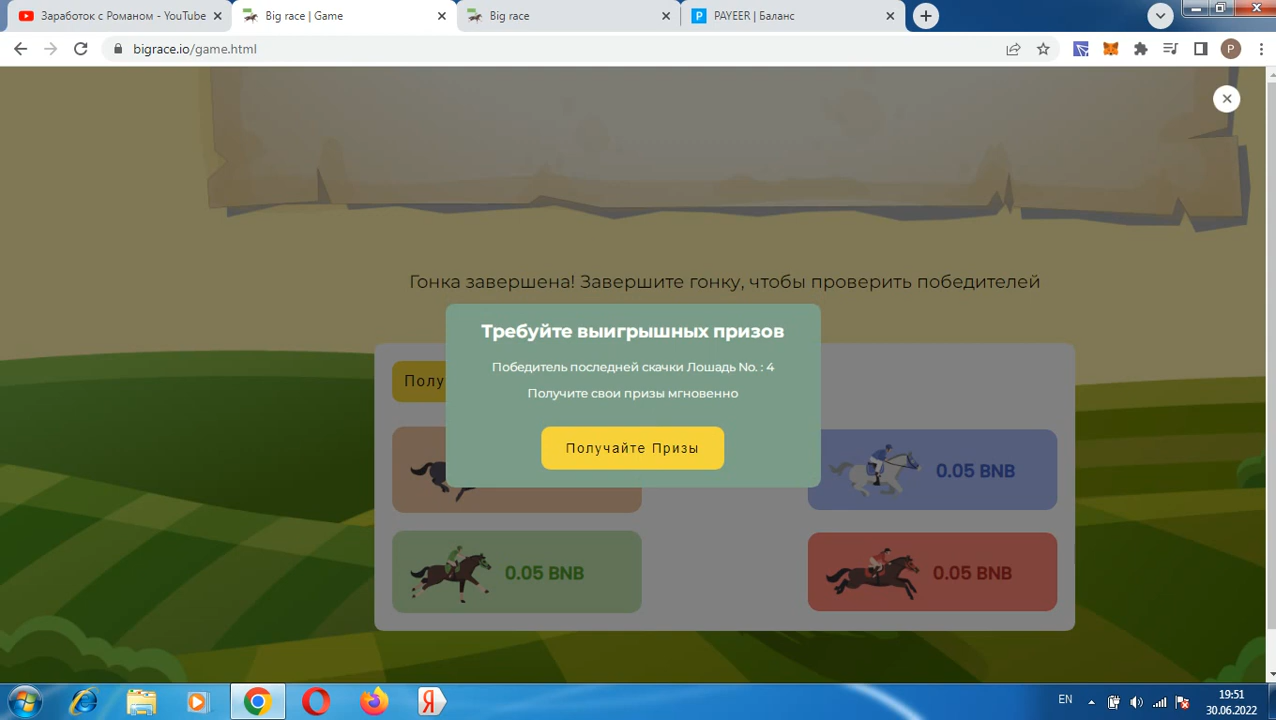 Заработок с Романом - YouTube
Big race | Game
Big race
PAYEER | Баланс
bigrace.io/game.html
P
Гонка завершена! Завершите гонку, чтобы проверить победителей
Требуйте выигрышных призов
Победитель последней скачки Лошадь No. : 4
Получите свои призы мгновенно
Полу
Получайте Призы
0.05 BNB
0.05 BNB
0.05 BNB
EN
19:51
30.06.2022